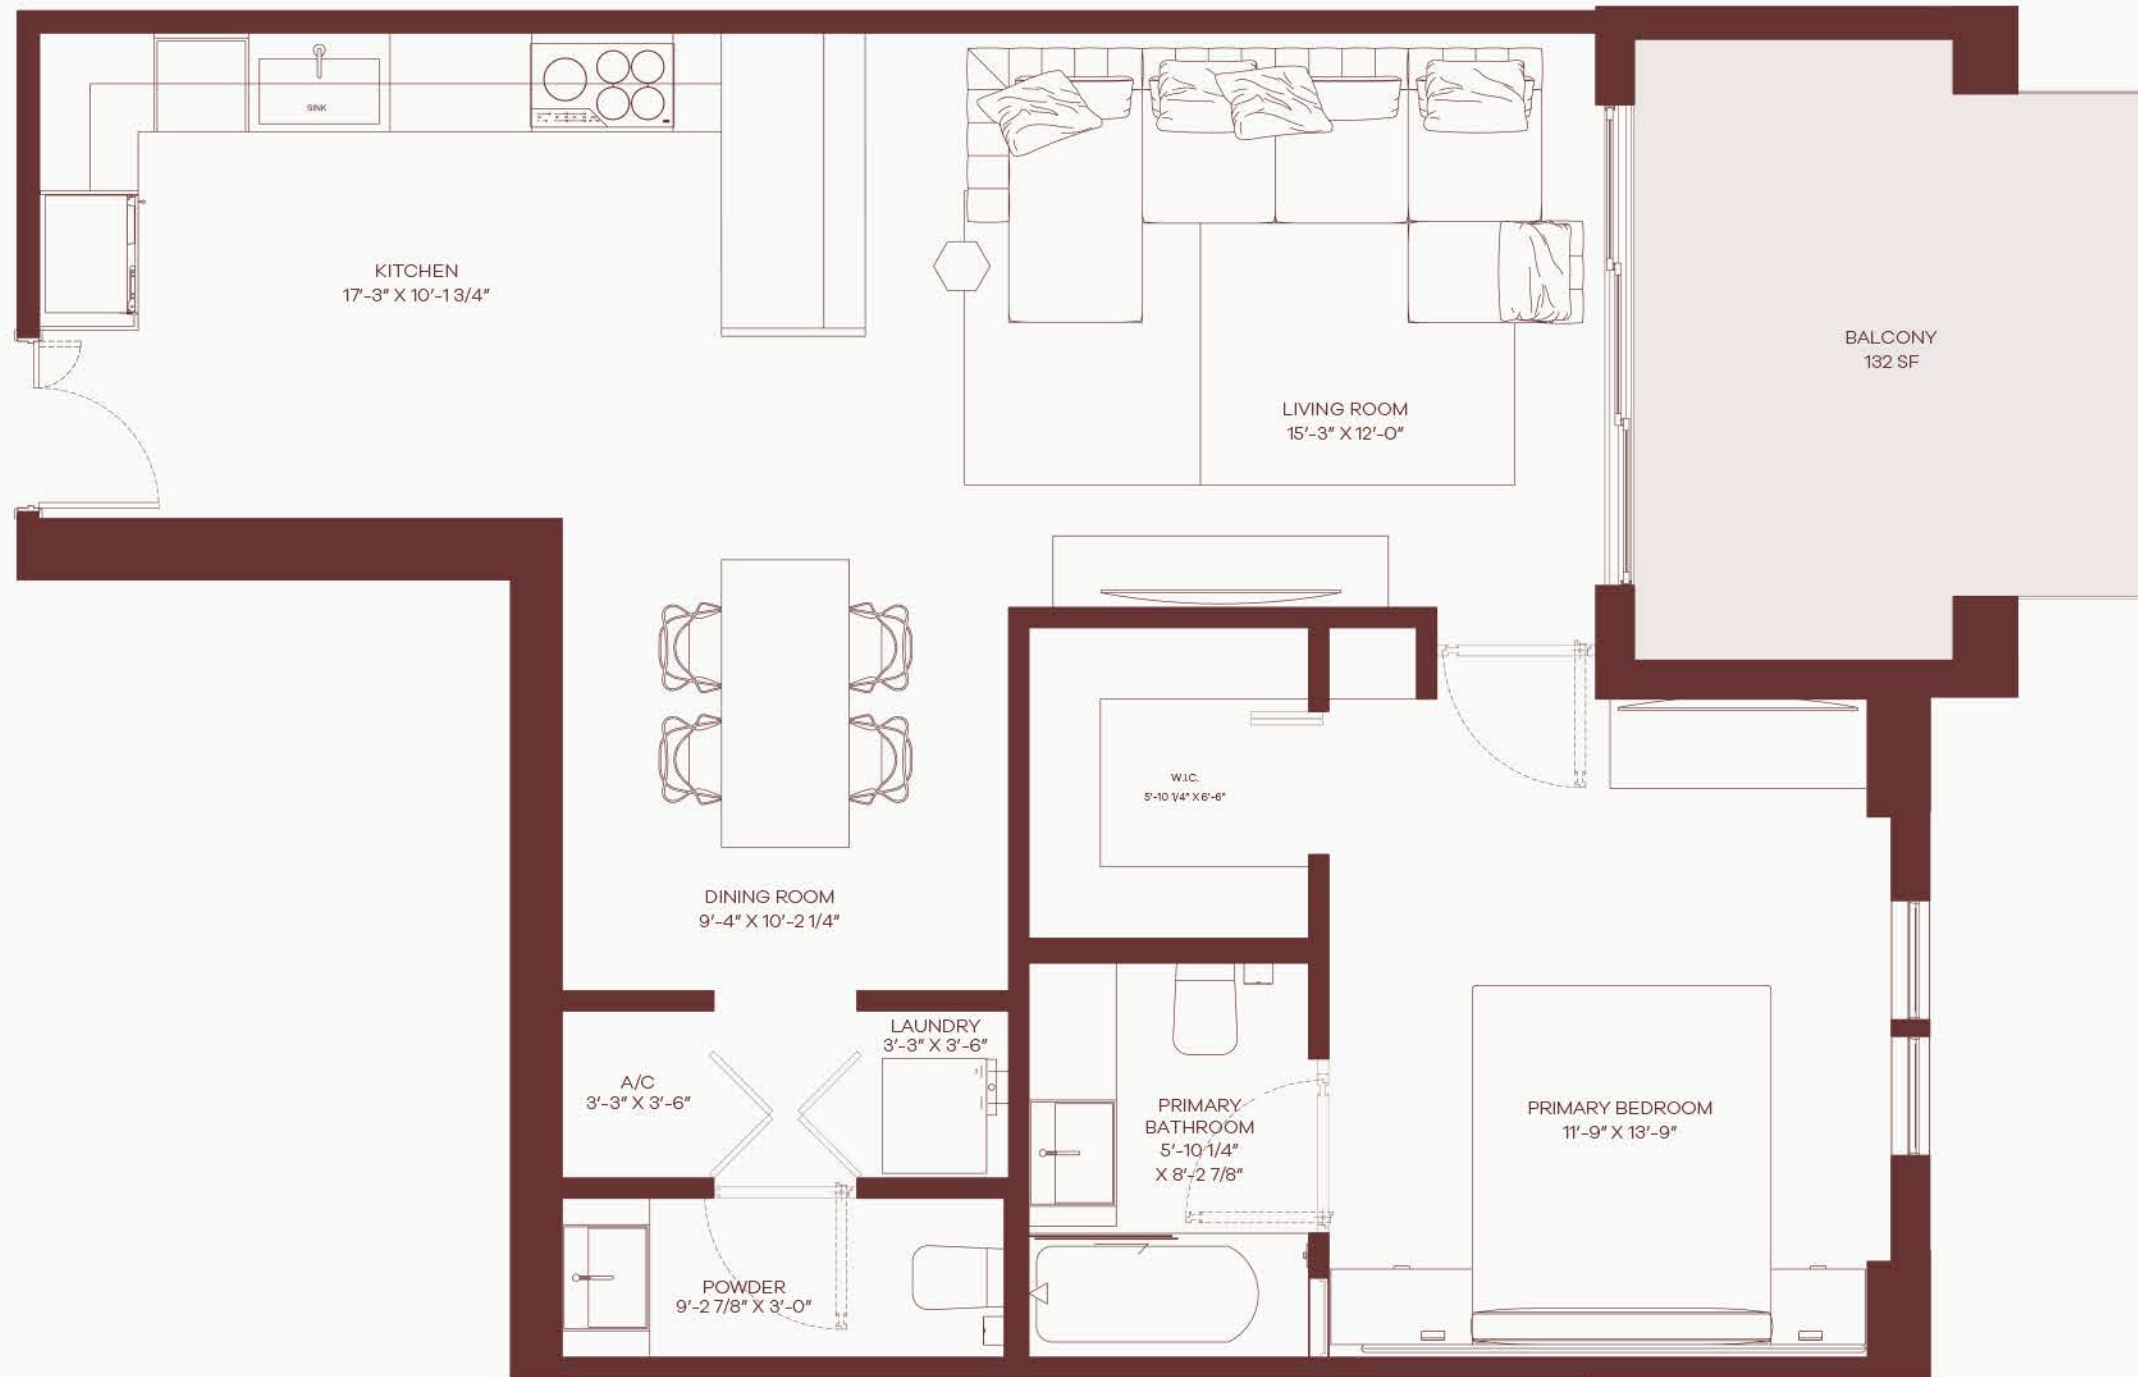 SINK
KITCHEN
17'-3" X 10'-1 3/4"
BALCONY
132 SF
LIVING ROOM
15'-3" X 12'-0"
W.I.C.
5'-10 1/4" X 6'-6"
DINING ROOM
9'-4" X 10'-2 1/4"
LAUNDRY
3'-3" X 3'-6"
A/C
3'-3" X 3'-6"
PRIMARY
BATHROOM
5'-10 1/4"
X 8'-2 7/8"
PRIMARY BEDROOM
11'-9" X 13'-9"
POWDER
9'-2 7/8" X 3'-0"